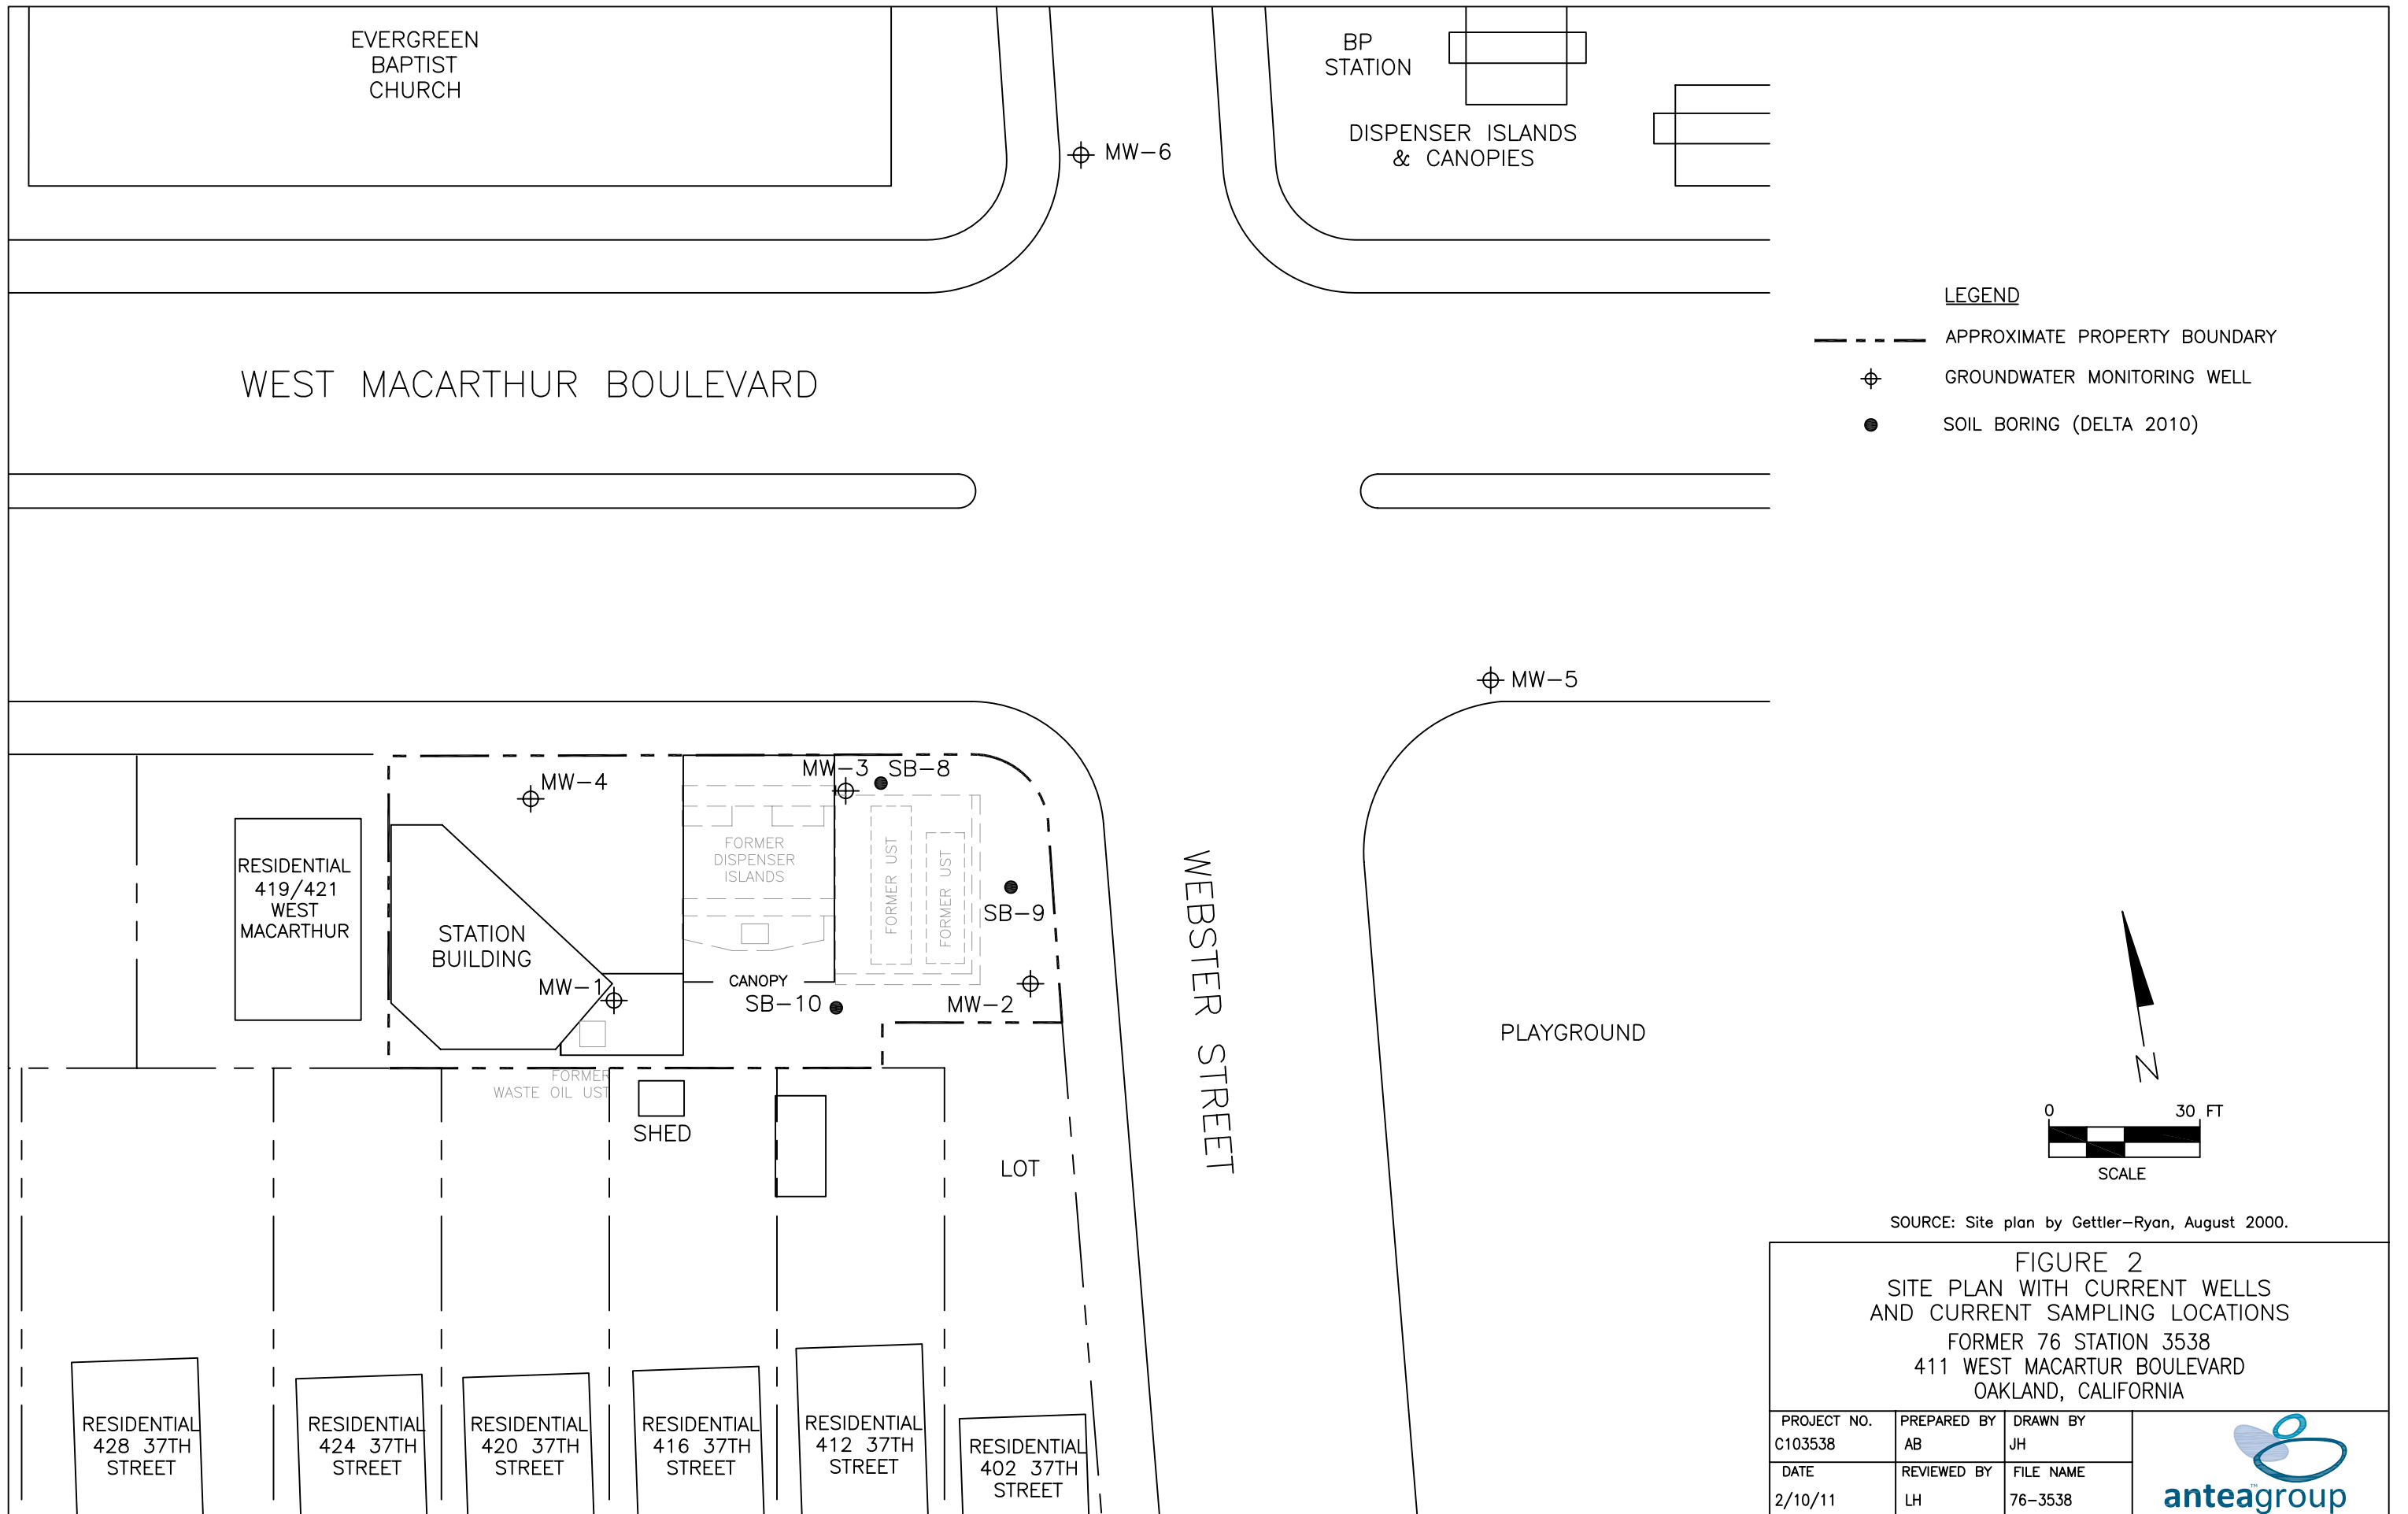 EVERGREEN
BAPTIST
CHURCH
BP
STATION
DISPENSER ISLANDS
& CANOPIES
MW-6
LEGEND
APPROXIMATE PROPERTY BOUNDARY
GROUNDWATER MONITORING WELL
SOIL BORING (DELTA 2010)
WEST MACARTHUR BOULEVARD
MW-5
MW-4
MW-3
SB-8
FORMER
DISPENSER
ISLANDS
FORMER UST
FORMER UST
SB-9
RESIDENTIAL
419/421
WEST
MACARTHUR
STATION
BUILDING
MW-1
CANOPY
SB-10
MW-2
WEBSTER STREET
PLAYGROUND
FORMER
WASTE OIL UST
SHED
LOT
N
0 30 FT
SCALE
SOURCE: Site plan by Gettler-Ryan, August 2000.
RESIDENTIAL
428 37TH
STREET
RESIDENTIAL
424 37TH
STREET
RESIDENTIAL
420 37TH
STREET
RESIDENTIAL
416 37TH
STREET
RESIDENTIAL
412 37TH
STREET
RESIDENTIAL
402 37TH
STREET
FIGURE 2
SITE PLAN WITH CURRENT WELLS
AND CURRENT SAMPLING LOCATIONS
FORMER 76 STATION 3538
411 WEST MACARTUR BOULEVARD
OAKLAND, CALIFORNIA
PROJECT NO.
C103538
PREPARED BY
AB
DRAWN BY
JH
DATE
2/10/11
REVIEWED BY
LH
FILE NAME
76-3538
antea™group